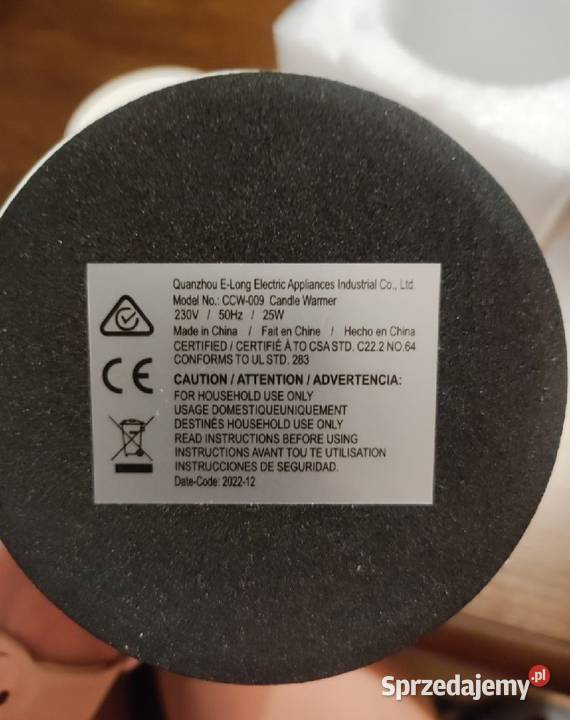 Quanzhou E-Long Electric Appliances Industrial Co., Ltd.
Model No.: CCW-009 Candle Warmer
230V / 50Hz / 25W
Made in China / Fait en Chine / Hecho en China
CERTIFIED / CERTIFIÉ À TO CSA STD. C22.2 NO.64
CONFORMS TO UL STD. 283
CE
CAUTION / ATTENTION / ADVERTENCIA:
FOR HOUSEHOLD USE ONLY
USAGE DOMESTIQUEUNIQUEMENT
DESTINÉS HOUSEHOLD USE ONLY
READ INSTRUCTIONS BEFORE USING
INSTRUCTIONS AVANT TOU TE UTILISATION
INSTRUCCIONES DE SEGURIDAD.
Date-Code: 2022-12
Sprzedajemy.pl